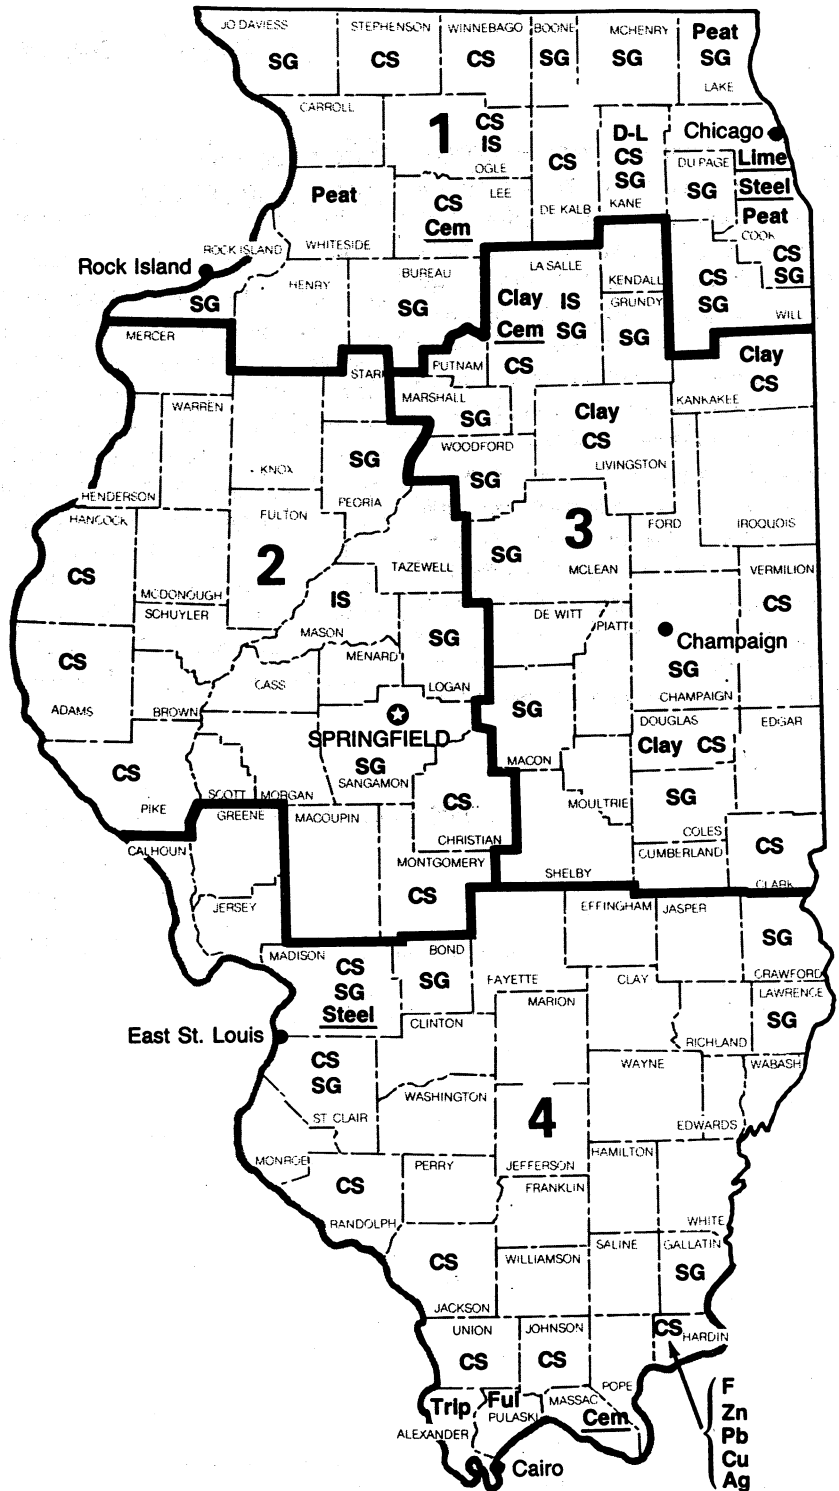 JO DAVIESS STEPHENSON WINNEBAGO BOONE MCHENRY Peat
SG CS CS SG SG SG
LAKE
CARROLL
1 CS
IS
OGLE
CS
D-L
CS
SG
KANE
Chicago
DU PAGE
SG
Lime
Steel
Peat
COOK
CS
SG
Peat
WHITESIDE
CS
Cem
LEE
DE KALB
ROCK ISLAND
Rock Island
SG
HENRY
BUREAU
SG
LA SALLE
Clay IS
Cem SG
CS
KENDALL
GRUNDY
SG
CS
SG
WILL
MERCER
STARK
PUTNAM
MARSHALL
SG
Clay
CS
KANKAKEE
WARREN
KNOX
SG
PEORIA
WOODFORD
SG
Clay
CS
LIVINGSTON
HENDERSON
HANCOCK
CS
FULTON
2
MCDONOUGH
SCHUYLER
TAZEWELL
SG
3
MCLEAN
FORD
IROQUOIS
VERMILION
CS
IS
MASON
SG
LOGAN
DE WITT
PIATT
Champaign
SG
CHAMPAIGN
CS
ADAMS
BROWN
CASS
MENARD
SPRINGFIELD
SG
SANGAMON
SG
MACON
DOUGLAS
Clay CS
EDGAR
CS
PIKE
SCOTT
MORGAN
CS
CHRISTIAN
MOULTRIE
SG
COLES
GREENE
MACOUPIN
CALHOUN
MONTGOMERY
CS
SHELBY
CUMBERLAND
CS
CLARK
JERSEY
EFFINGHAM
JASPER
SG
CRAWFORD
MADISON
CS
SG
Steel
BOND
SG
FAYETTE
MARION
CLAY
LAWRENCE
SG
RICHLAND
East St. Louis
CLINTON
CS
SG
ST CLAIR
WASHINGTON
4
WAYNE
WABASH
EDWARDS
MONROE
CS
RANDOLPH
PERRY
JEFFERSON
HAMILTON
FRANKLIN
WHITE
CS
JACKSON
WILLIAMSON
SALINE
GALLATIN
SG
UNION
CS
JOHNSON
CS
CS
HARDIN
POPE
Trip
ALEXANDER
Ful
PULASKI
MASSAC
Cem
Cairo
F
Zn
Pb
Cu
Ag